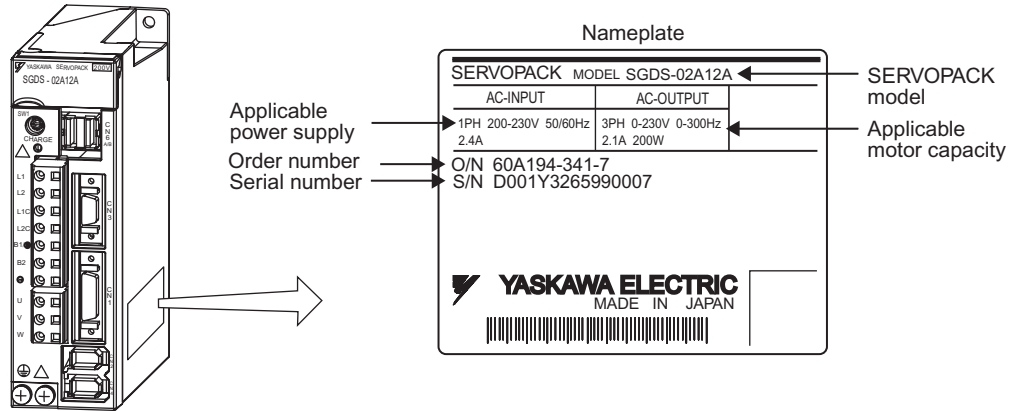 Nameplate
YASKAWA SERVOPACK 200V
SGDS - 02A12A
SW1
CHARGE
CN6
A/B
L1
L2
L1C
L2C
B1
B2
U
V
W
CN3
CN1
Applicable
power supply
Order number
Serial number
SERVOPACK MODEL SGDS-02A12A
AC-INPUT
AC-OUTPUT
1PH 200-230V 50/60Hz
2.4A
3PH 0-230V 0-300Hz
2.1A 200W
O/N 60A194-341-7
S/N D001Y3265990007
YASKAWA ELECTRIC
MADE IN JAPAN
SERVOPACK
model
Applicable
motor capacity